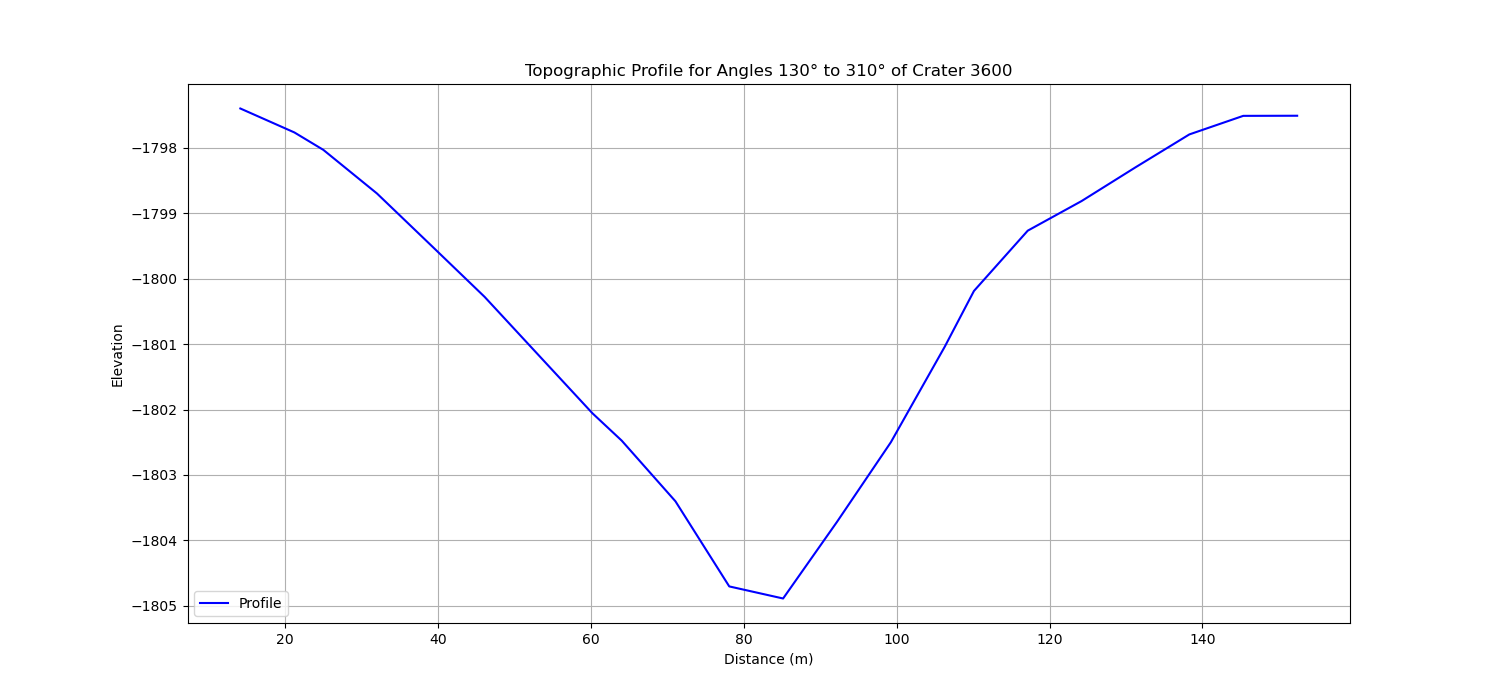 Topographic Profile for Angles 130° to 310° of Crater 3600
Elevation
−1798
−1799
−1800
−1801
−1802
−1803
−1804
−1805
Profile
20 40 60 80 100 120 140
Distance (m)